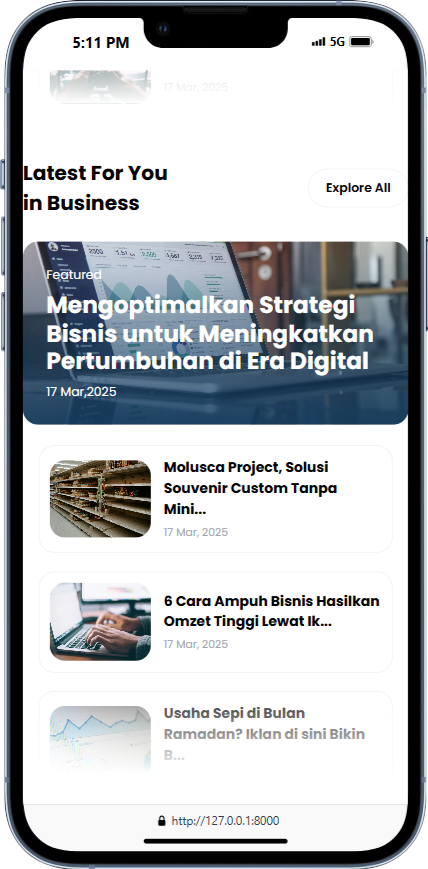 5:11 PM
5G
17 Mar, 2025
Latest For You
in Business
Explore All
Featured
Mengoptimalkan Strategi
Bisnis untuk Meningkatkan
Pertumbuhan di Era Digital
17 Mar,2025
Molusca Project, Solusi
Souvenir Custom Tanpa
Mini...
17 Mar, 2025
6 Cara Ampuh Bisnis Hasilkan
Omzet Tinggi Lewat Ik...
17 Mar, 2025
Usaha Sepi di Bulan
Ramadan? Iklan di sini Bikin
B...
http://127.0.0.1:8000